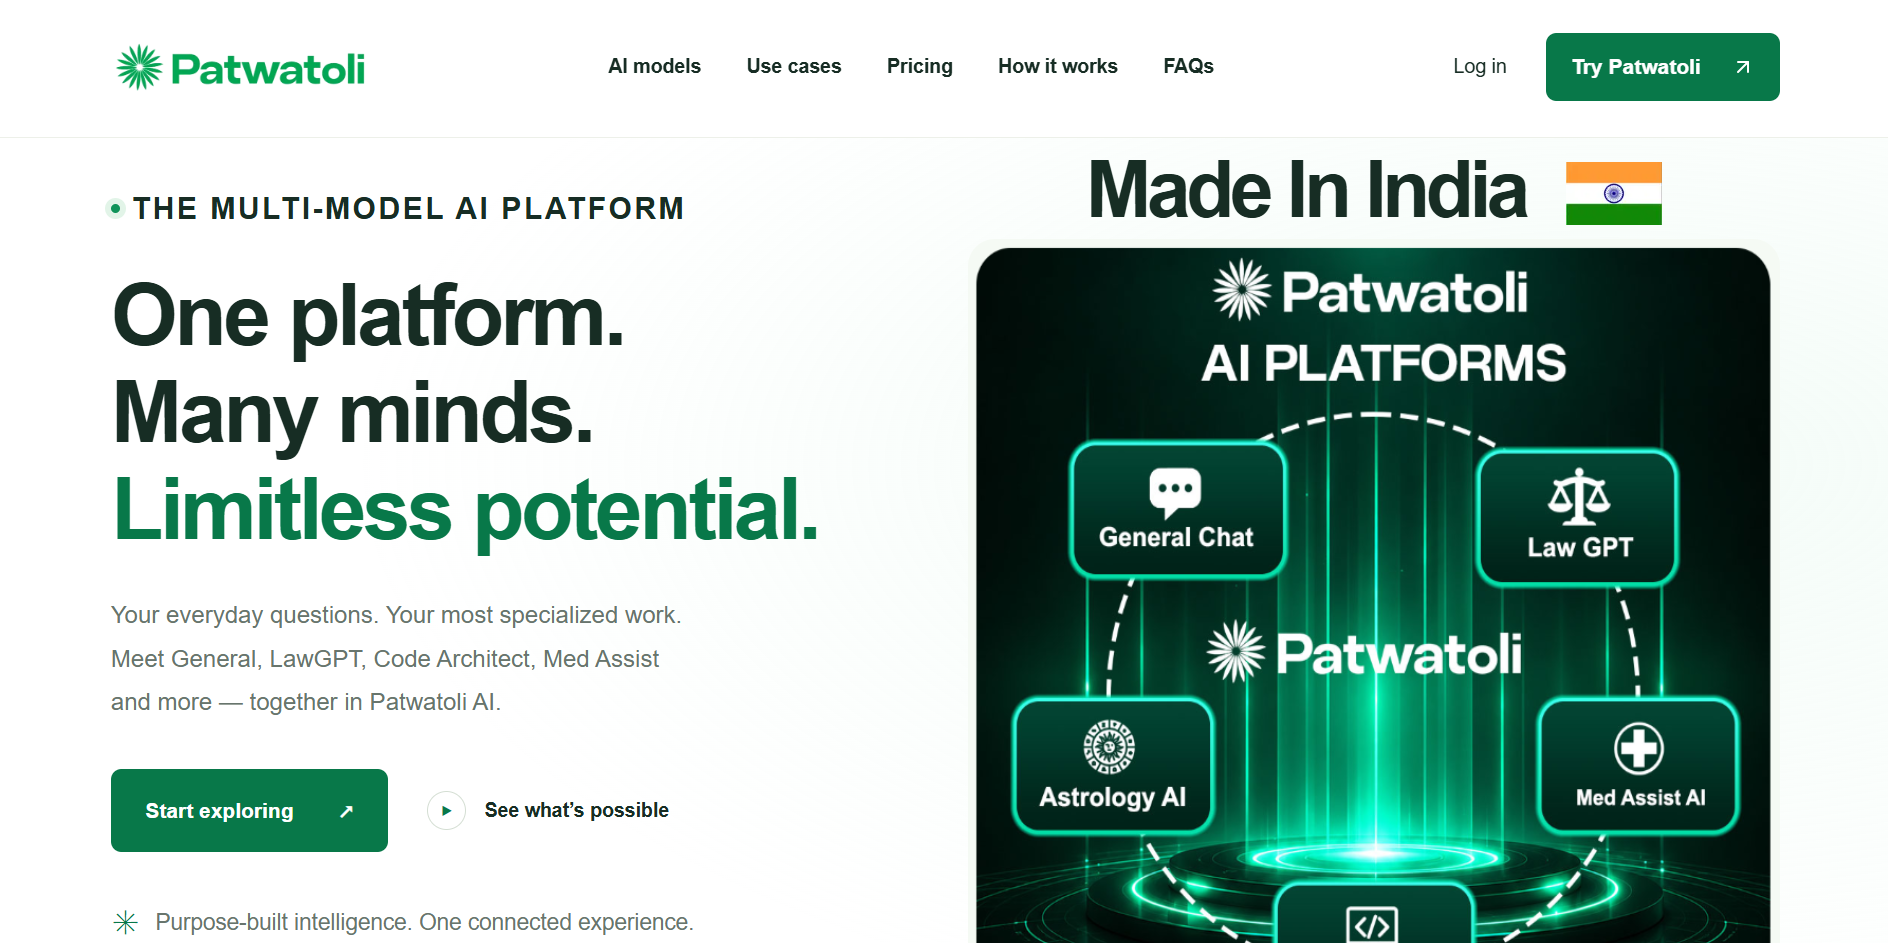 Patwatoli
AI models
Use cases
Pricing
How it works
FAQs
Log in
Try Patwatoli
THE MULTI-MODEL AI PLATFORM
One platform.
Many minds.
Limitless potential.
Your everyday questions. Your most specialized work.
Meet General, LawGPT, Code Architect, Med Assist
and more — together in Patwatoli AI.
Start exploring
See what’s possible
Purpose-built intelligence. One connected experience.
Made In India
Patwatoli
AI PLATFORMS
General Chat
Law GPT
Patwatoli
Astrology AI
Med Assist AI